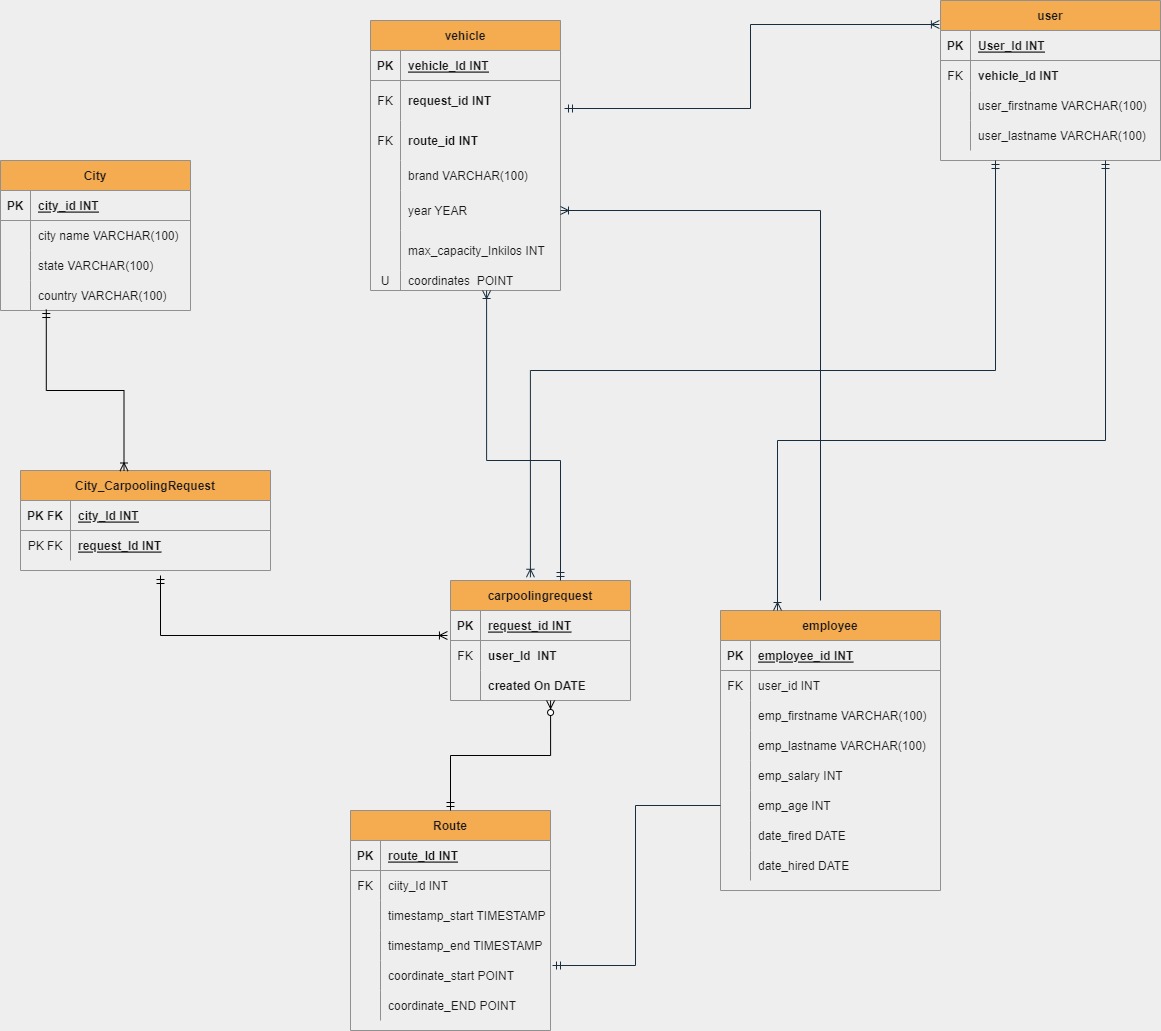 user
PK User_Id INT
FK vehicle_Id INT
user_firstname VARCHAR(100)
user_lastname VARCHAR(100)
vehicle
PK vehicle_Id INT
FK request_id INT
FK route_id INT
brand VARCHAR(100)
year YEAR
max_capacity_Inkilos INT
U coordinates POINT
City
PK city_id INT
city name VARCHAR(100)
state VARCHAR(100)
country VARCHAR(100)
City_CarpoolingRequest
PK FK city_Id INT
PK FK request_Id INT
carpoolingrequest
PK request_id INT
FK user_Id INT
created On DATE
employee
PK employee_id INT
FK user_id INT
emp_firstname VARCHAR(100)
emp_lastname VARCHAR(100)
emp_salary INT
emp_age INT
date_fired DATE
date_hired DATE
Route
PK route_Id INT
FK ciity_Id INT
timestamp_start TIMESTAMP
timestamp_end TIMESTAMP
coordinate_start POINT
coordinate_END POINT